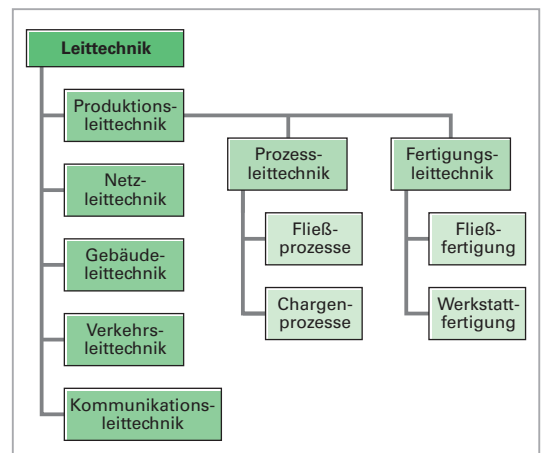 Leittechnik
Produktions-
leittechnik
Prozess-
leittechnik
Fertigungs-
leittechnik
Netz-
leittechnik
Fließ-
prozesse
Fließ-
fertigung
Gebäude-
leittechnik
Chargen-
prozesse
Werkstatt-
fertigung
Verkehrs-
leittechnik
Kommunikations-
leittechnik